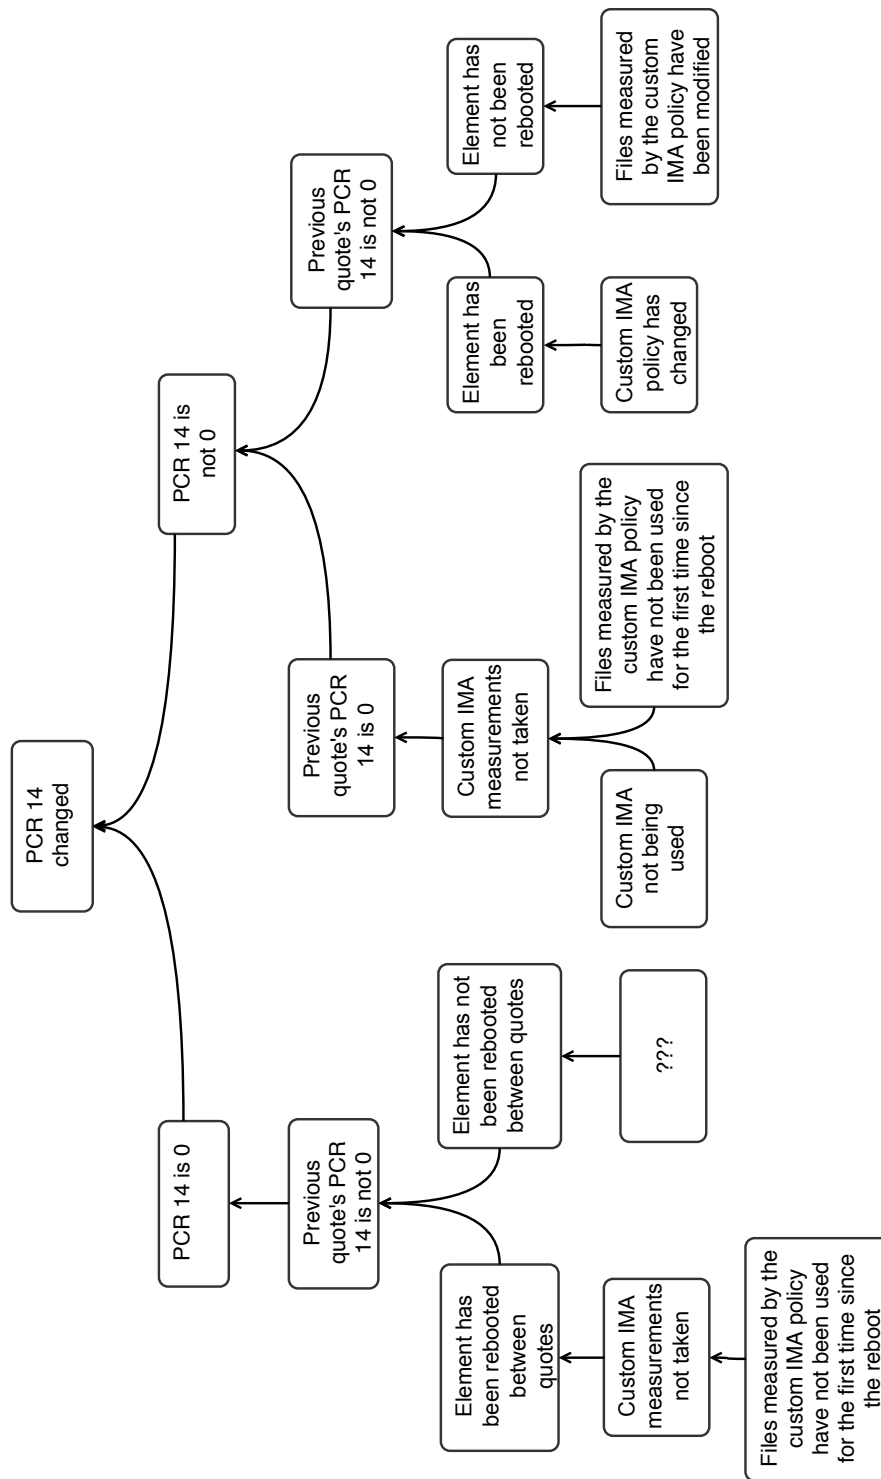 PCR 14
changed
PCR 14 is 0
PCR 14 is
not 0
Previous
quote's PCR
14 is not 0
Previous
quote's PCR
14 is 0
Previous
quote's PCR
14 is not 0
Element has
been rebooted
between
quotes
Element has not
been rebooted
between quotes
Custom IMA
measurements
not taken
Element has
been
rebooted
Element has
not been
rebooted
Custom IMA
measurements
not taken
???
Custom IMA
not being
used
Files measured by the
custom IMA policy
have not been used
for the first time since
the reboot
Custom IMA
policy has
changed
Files measured
by the custom
IMA policy have
been modified
Files measured by the
custom IMA policy
have not been used
for the first time since
the reboot